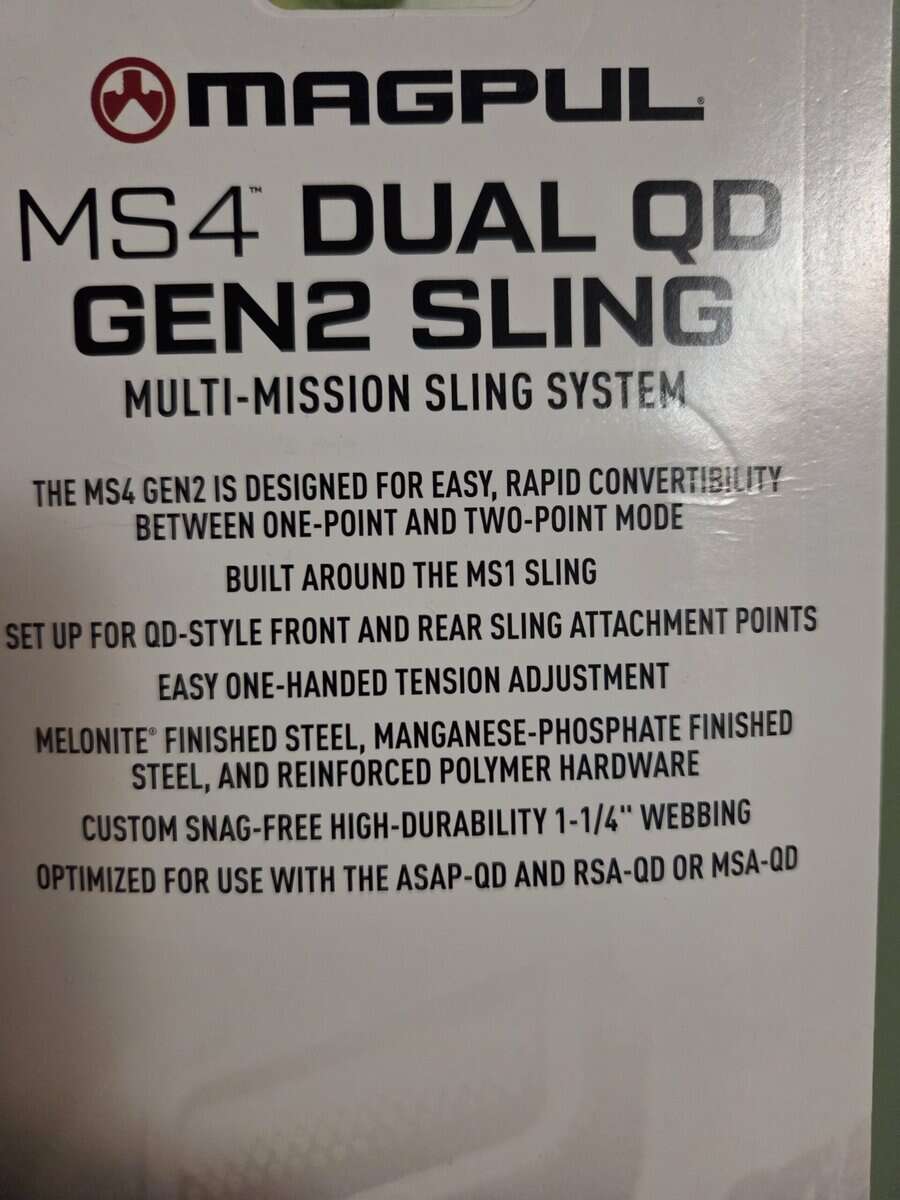 MAGPUL®
MS4™ DUAL QD
GEN2 SLING
MULTI-MISSION SLING SYSTEM
THE MS4 GEN2 IS DESIGNED FOR EASY, RAPID CONVERTIBILITY
BETWEEN ONE-POINT AND TWO-POINT MODE
BUILT AROUND THE MS1 SLING
SET UP FOR QD-STYLE FRONT AND REAR SLING ATTACHMENT POINTS
EASY ONE-HANDED TENSION ADJUSTMENT
MELONITE® FINISHED STEEL, MANGANESE-PHOSPHATE FINISHED
STEEL, AND REINFORCED POLYMER HARDWARE
CUSTOM SNAG-FREE HIGH-DURABILITY 1-1/4" WEBBING
OPTIMIZED FOR USE WITH THE ASAP-QD AND RSA-QD OR MSA-QD